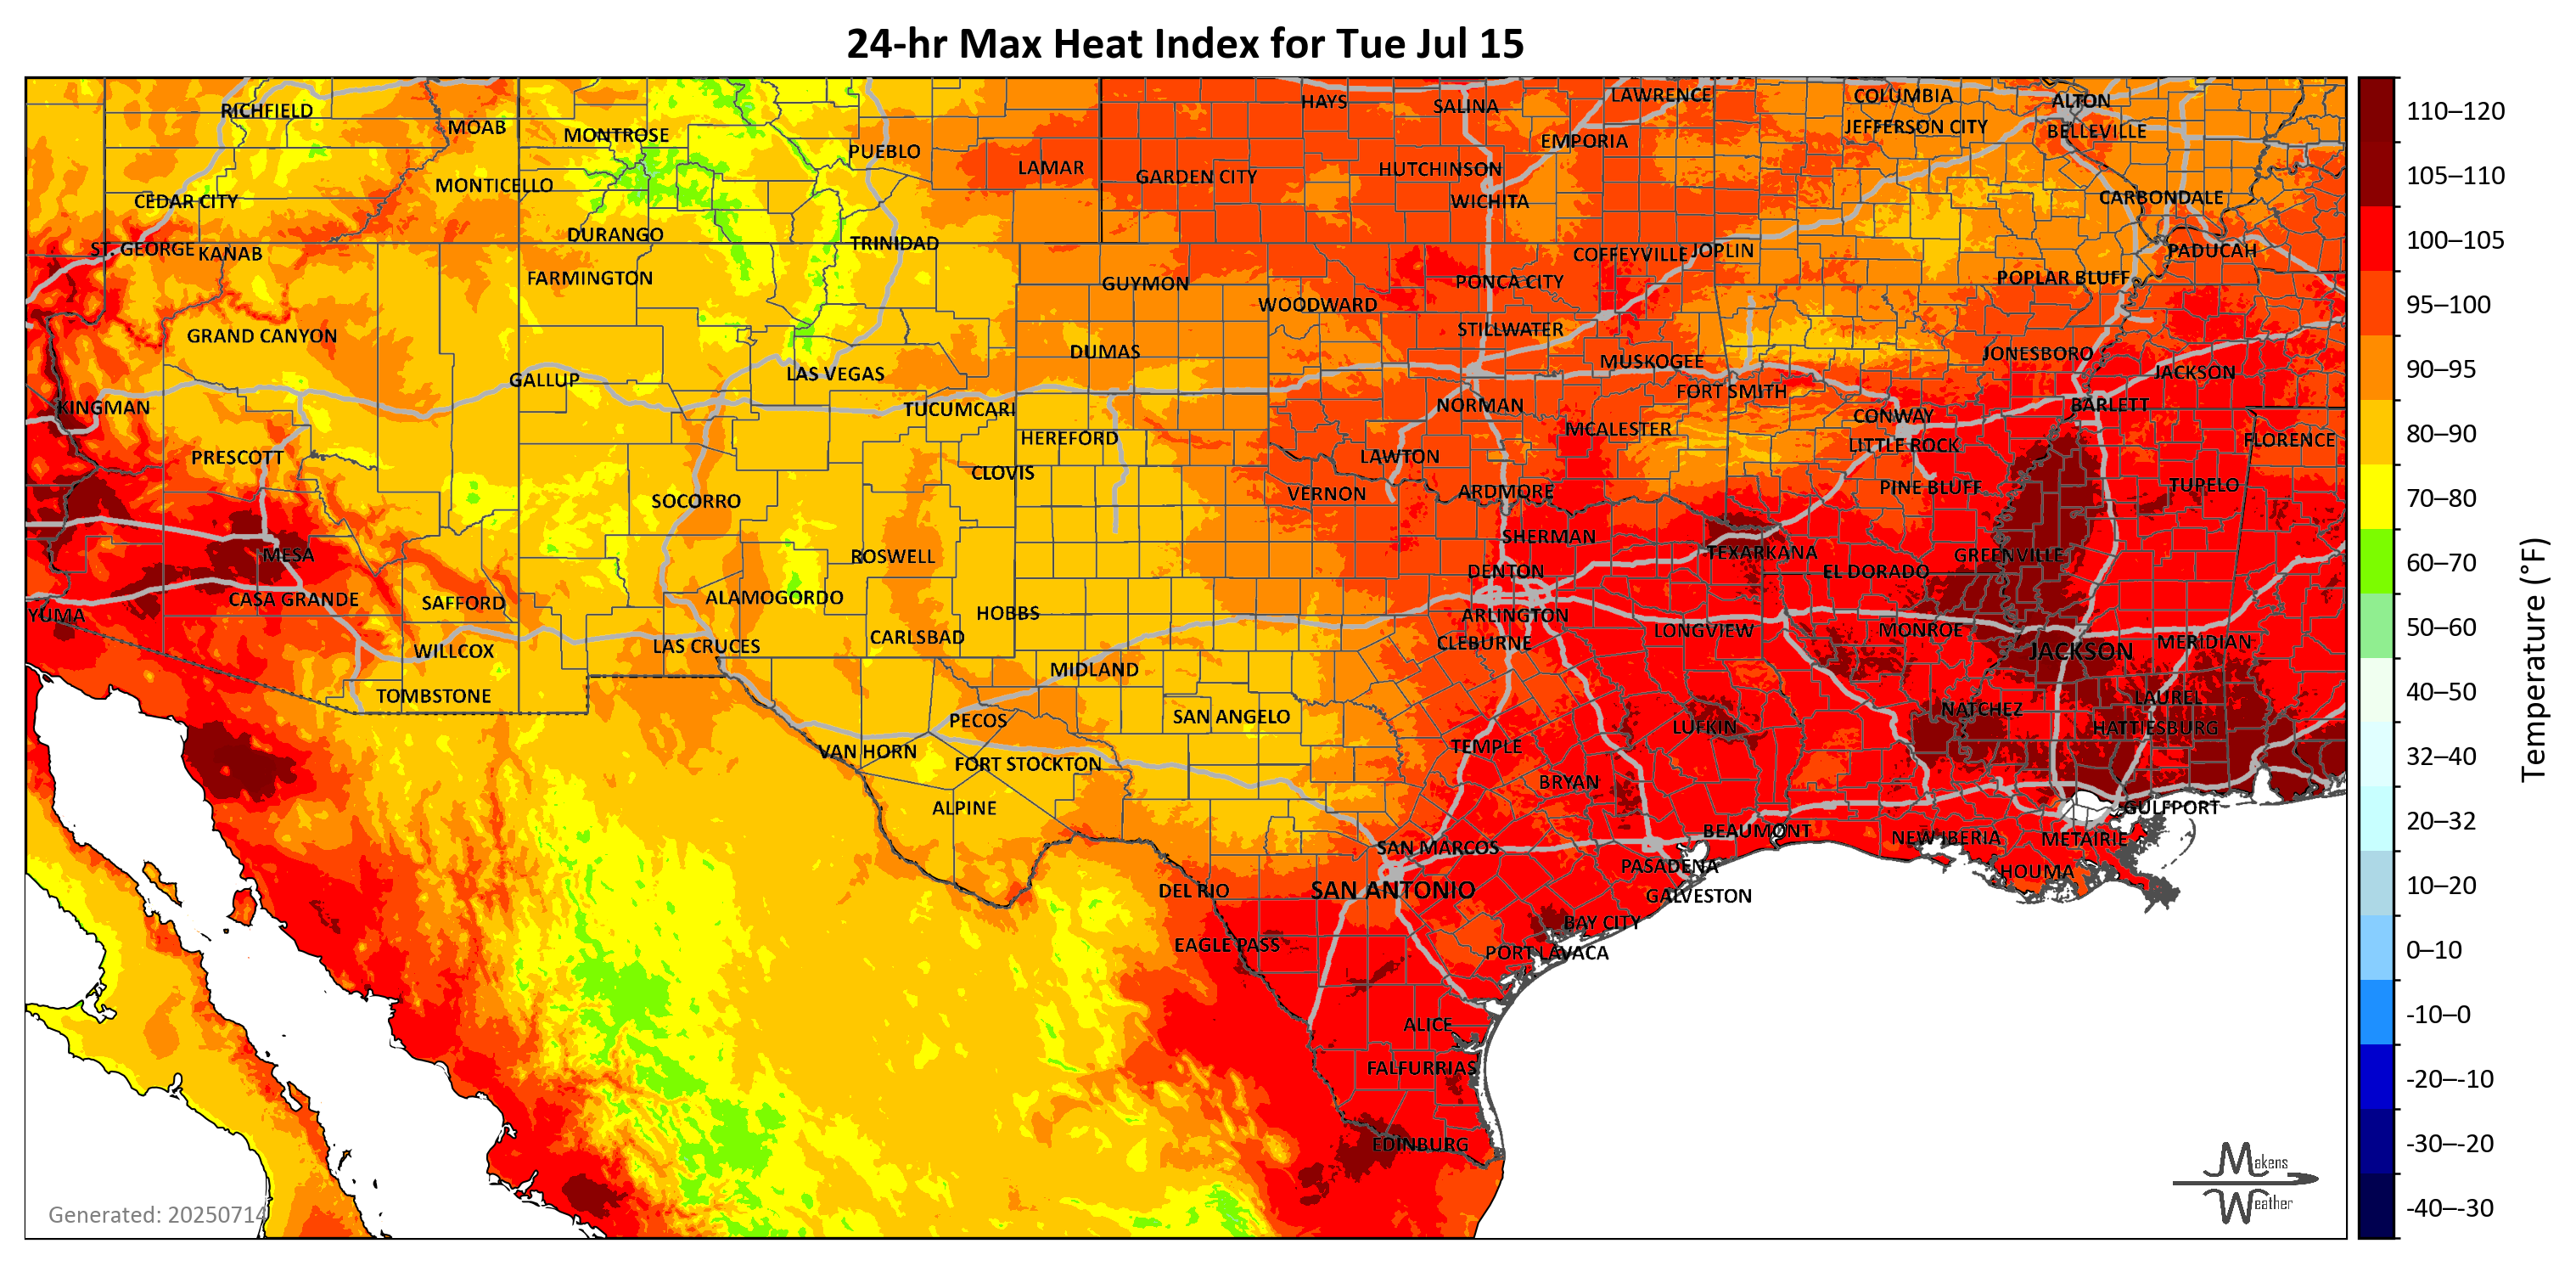 24-hr Max Heat Index for Tue Jul 15
RICHFIELD
MOAB
MONTROSE
PUEBLO
LAMAR
HAYS
SALINA
LAWRENCE
COLUMBIA
ALTON
GARDEN CITY
HUTCHINSON
EMPORIA
JEFFERSON CITY
BELLEVILLE
CEDAR CITY
MONTICELLO
WICHITA
CARBONDALE
ST. GEORGE
KANAB
DURANGO
TRINIDAD
COFFEYVILLE
JOPLIN
PADUCAH
FARMINGTON
GUYMON
WOODWARD
PONCA CITY
POPLAR BLUFF
GRAND CANYON
DUMAS
STILLWATER
MUSKOGEE
JONESBORO
GALLUP
LAS VEGAS
FORT SMITH
JACKSON
KINGMAN
TUCUMCARI
NORMAN
CONWAY
BARLETT
PRESCOTT
HEREFORD
MCALESTER
LITTLE ROCK
FLORENCE
CLOVIS
LAWTON
SOCORRO
VERNON
ARDMORE
PINE BLUFF
TUPELO
MESA
ROSWELL
SHERMAN
TEXARKANA
GREENVILLE
CASA GRANDE
SAFFORD
ALAMOGORDO
DENTON
EL DORADO
YUMA
HOBBS
ARLINGTON
WILLCOX
LAS CRUCES
CARLSBAD
CLEBURNE
LONGVIEW
MONROE
JACKSON
MERIDIAN
TOMBSTONE
MIDLAND
PECOS
SAN ANGELO
LUFKIN
NATCHEZ
LAUREL
HATTIESBURG
VAN HORN
FORT STOCKTON
TEMPLE
BRYAN
ALPINE
BEAUMONT
NEW IBERIA
METAIRIE
GULFPORT
SAN MARCOS
PASADENA
HOUMA
DEL RIO
SAN ANTONIO
GALVESTON
EAGLE PASS
BAY CITY
PORT LAVACA
ALICE
FALFURRIAS
EDINBURG
Generated: 20250714
Makens
Weather
110–120
105–110
100–105
95–100
90–95
80–90
70–80
60–70
50–60
40–50
32–40
20–32
10–20
0–10
-10–0
-20–-10
-30–-20
-40–-30
Temperature (°F)